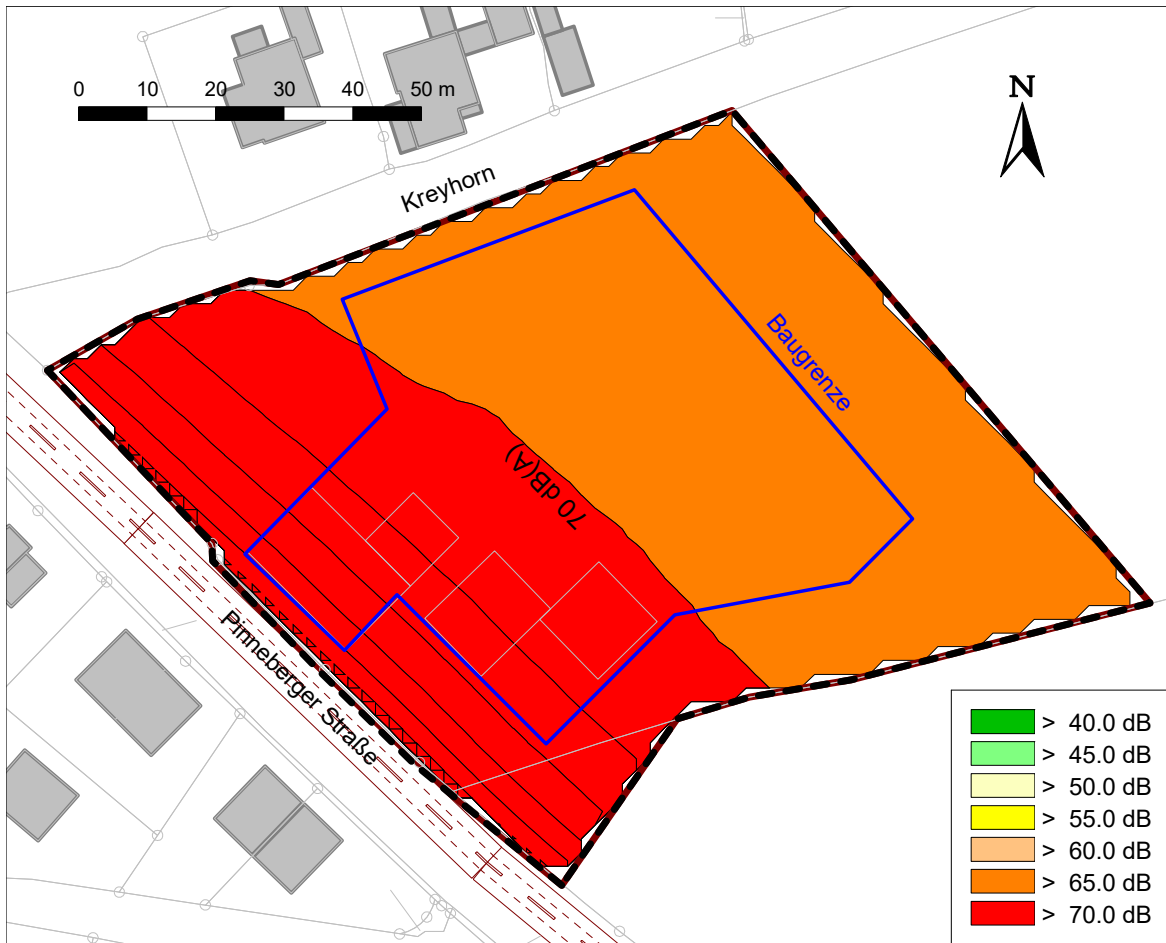 0 10 20 30 40 50 m
N
Kreyhorn
Baugrenze
70 dB(A)
Pinneberger Straße
> 40.0 dB
> 45.0 dB
> 50.0 dB
> 55.0 dB
> 60.0 dB
> 65.0 dB
> 70.0 dB